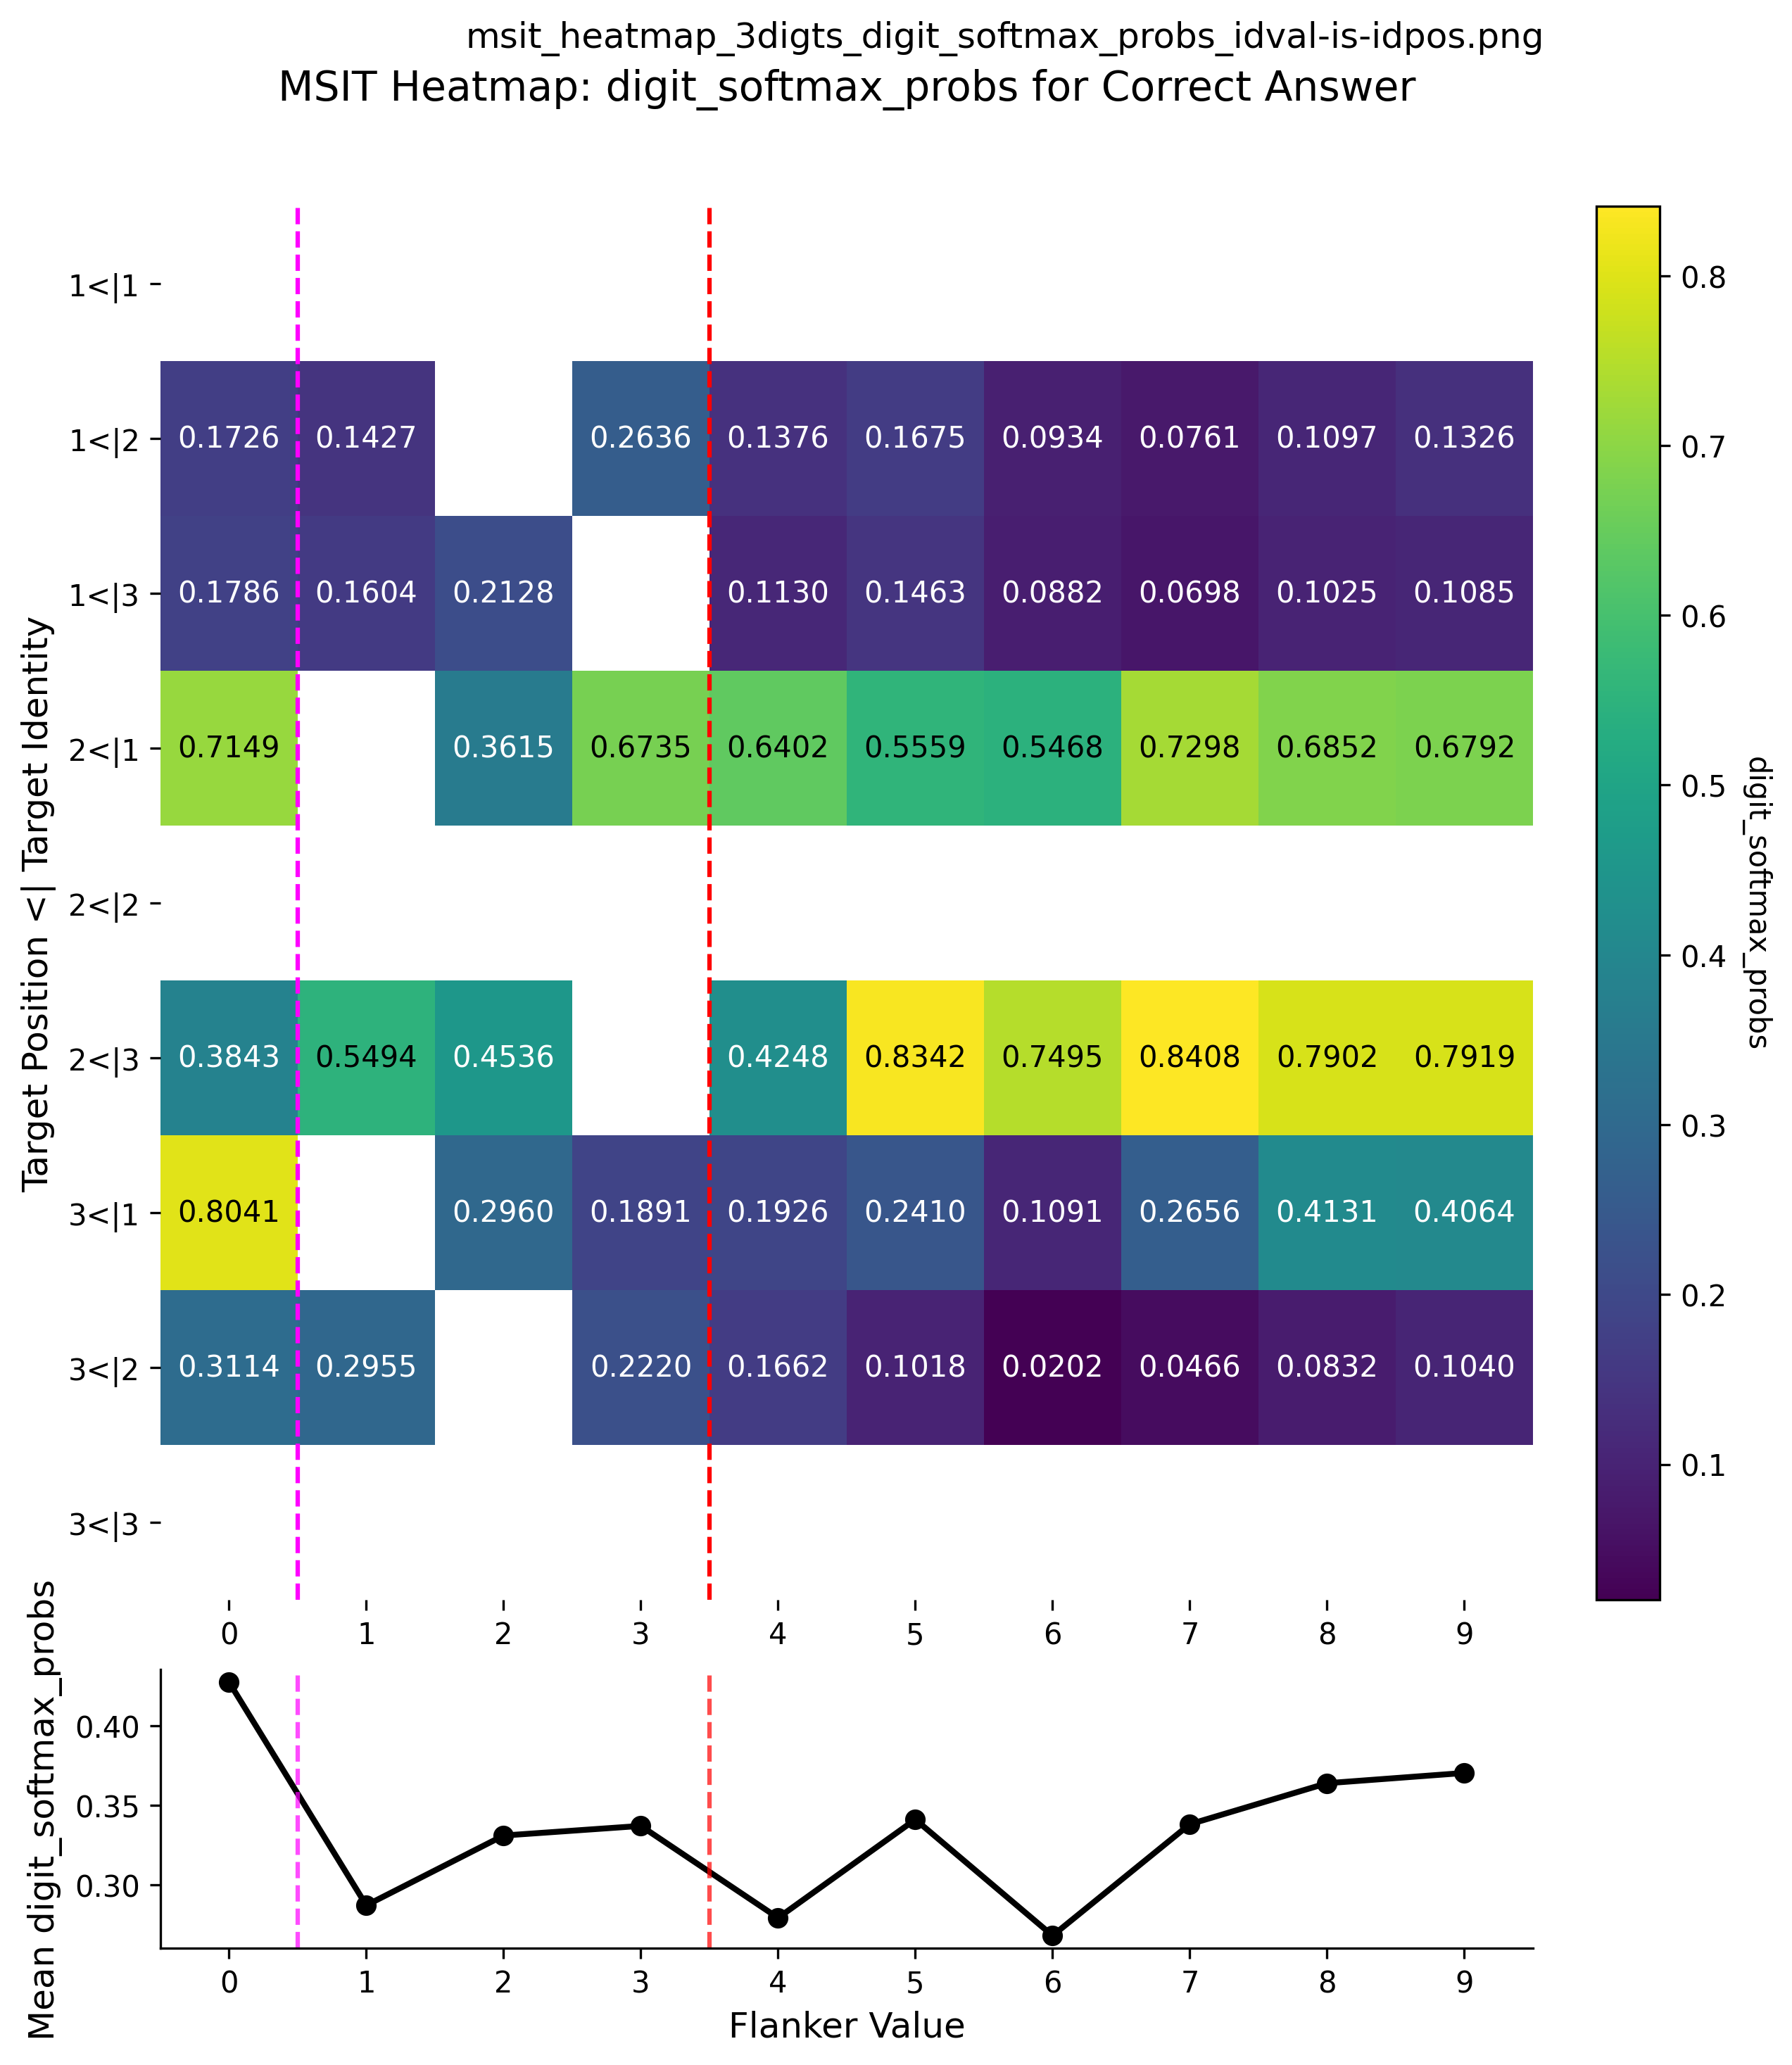 msit_heatmap_3digts_digit_softmax_probs_idval-is-idpos.png
MSIT Heatmap: digit_softmax_probs for Correct Answer
Target Position <| Target Identity
1<|1
1<|2
0.1726 0.1427 0.2636 0.1376 0.1675 0.0934 0.0761 0.1097 0.1326
1<|3
0.1786 0.1604 0.2128 0.1130 0.1463 0.0882 0.0698 0.1025 0.1085
2<|1
0.7149 0.3615 0.6735 0.6402 0.5559 0.5468 0.7298 0.6852 0.6792
2<|2
2<|3
0.3843 0.5494 0.4536 0.4248 0.8342 0.7495 0.8408 0.7902 0.7919
3<|1
0.8041 0.2960 0.1891 0.1926 0.2410 0.1091 0.2656 0.4131 0.4064
3<|2
0.3114 0.2955 0.2220 0.1662 0.1018 0.0202 0.0466 0.0832 0.1040
3<|3
0 1 2 3 4 5 6 7 8 9
0.8
0.7
0.6
0.5
0.4
0.3
0.2
0.1
digit_softmax_probs
Mean digit_softmax_probs
0.40
0.35
0.30
0 1 2 3 4 5 6 7 8 9
Flanker Value